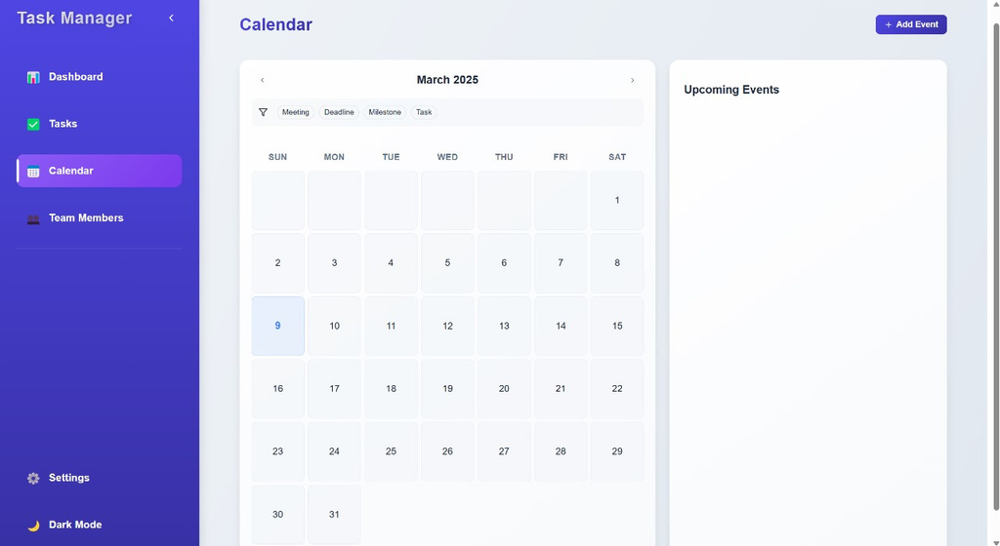 Task Manager
Dashboard
Tasks
Calendar
Team Members
Settings
Dark Mode
Calendar
+ Add Event
March 2025
Meeting Deadline Milestone Task
SUN MON TUE WED THU FRI SAT
1
2 3 4 5 6 7 8
9 10 11 12 13 14 15
16 17 18 19 20 21 22
23 24 25 26 27 28 29
30 31
Upcoming Events